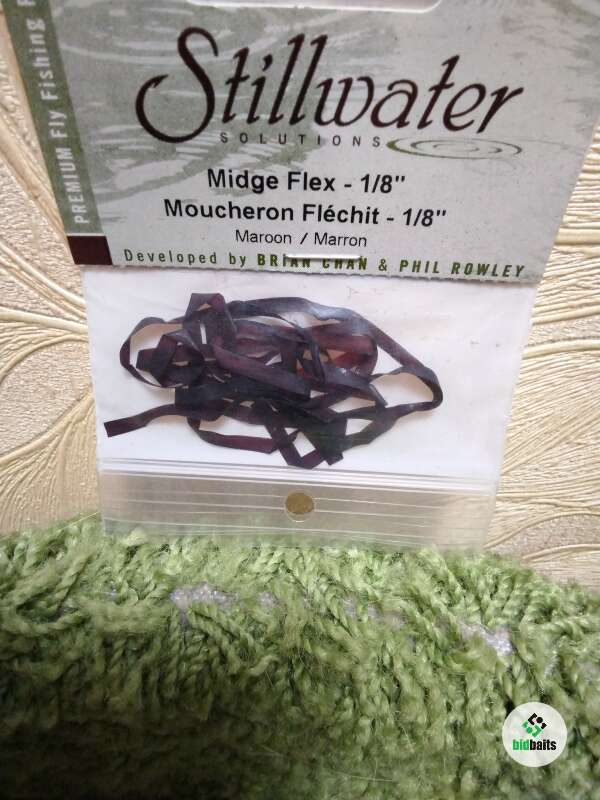 PREMIUM Fly Fishing
Stillwater
SOLUTIONS
Midge Flex - 1/8"
Moucheron Fléchit - 1/8"
Maroon / Marron
Developed by BRIAN CHAN & PHIL ROWLEY
bidbaits